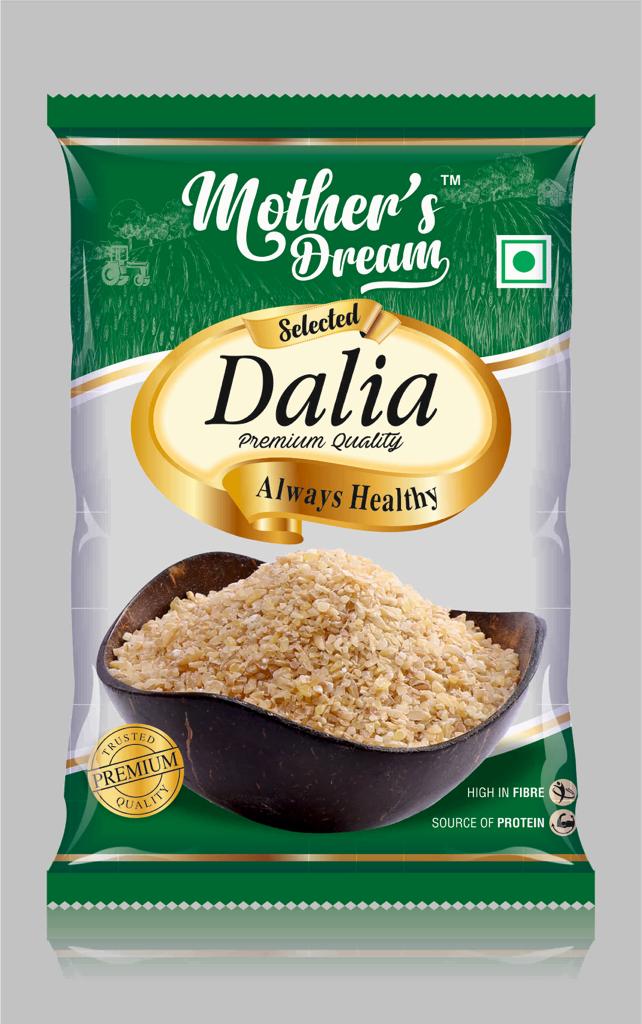 Mother's™
Dream
Selected
Dalia
Premium Quality
Always Healthy
TRUSTED
PREMIUM
QUALITY
HIGH IN FIBRE
SOURCE OF PROTEIN